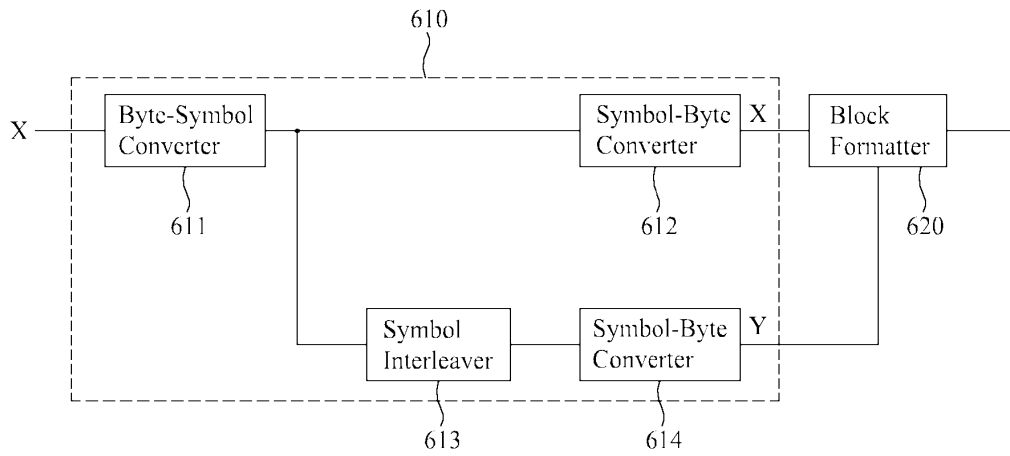 610
X
Byte-Symbol
Converter
611
Symbol-Byte
Converter
612
X
Block
Formatter
620
Symbol
Interleaver
613
Symbol-Byte
Converter
614
Y